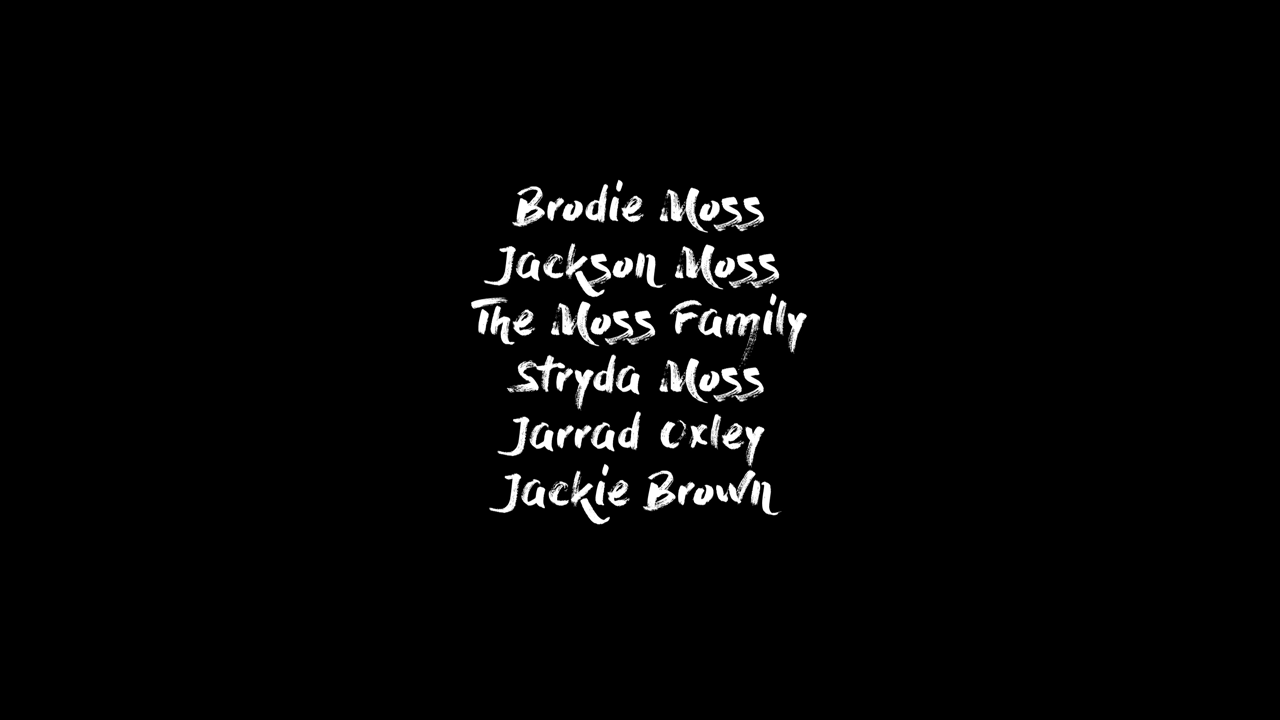 Brodie Moss
Jackson Moss
The Moss Family
Stryda Moss
Jarrad Oxley
Jackie Brown